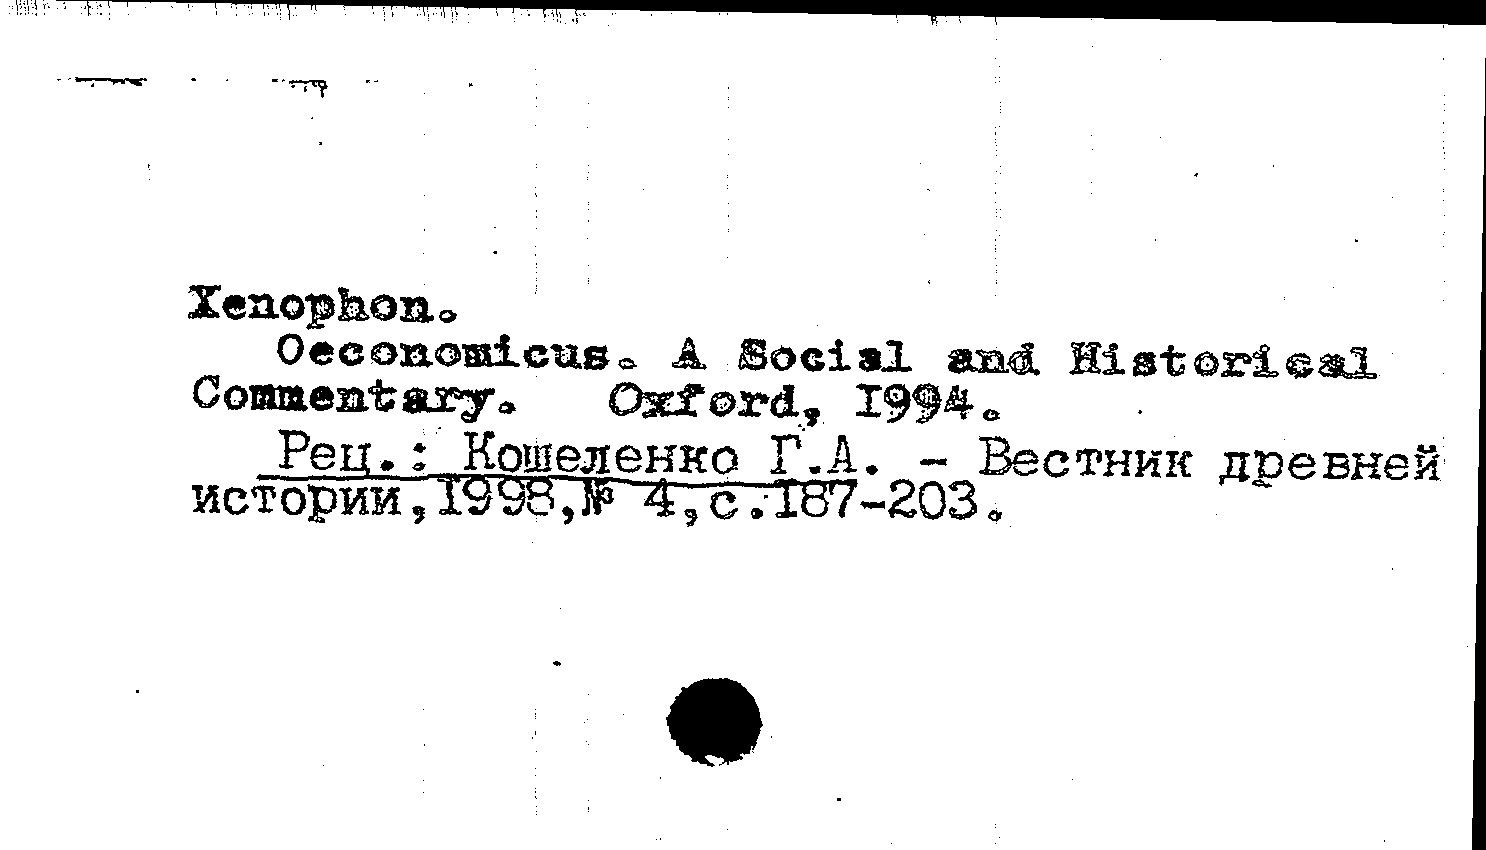 Xenophon.
Oeconomicus. A Social and Historical
Commentary. Oxford, 1994.
Рец.: Кошеленко Г.А. – Вестник древней
истории,1998,№ 4,с.187-203.